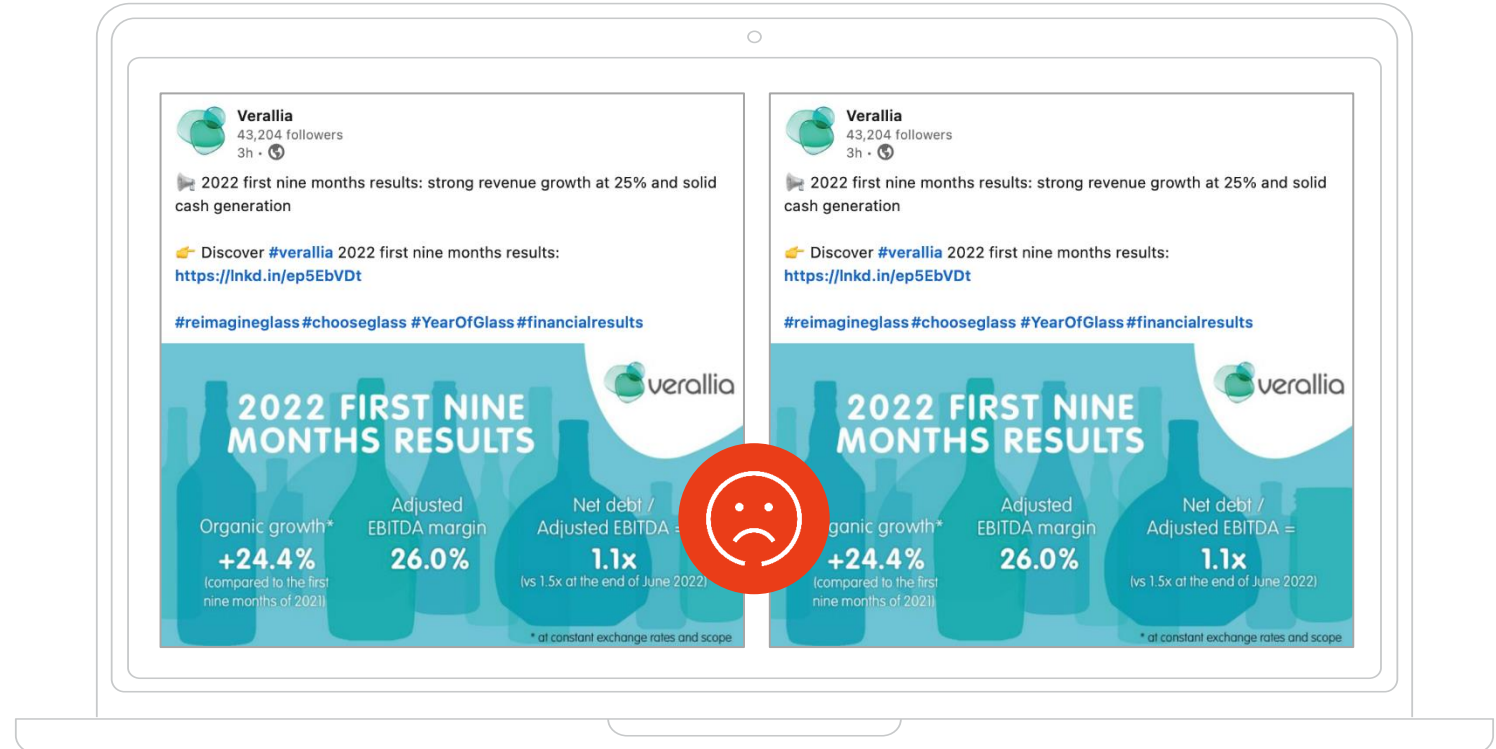 Verallia
43,204 followers
3h •
2022 first nine months results: strong revenue growth at 25% and solid
cash generation
Discover #verallia 2022 first nine months results:
https://lnkd.in/ep5EbVDt
#reimagineglass #chooseglass #YearOfGlass #financialresults
verallia
2022 FIRST NINE
MONTHS RESULTS
Organic growth*
+24.4%
(compared to the first
nine months of 2021)
Adjusted
EBITDA margin
26.0%
Net debt /
Adjusted EBITDA =
1.1x
(vs 1.5x at the end of June 2022)
* at constant exchange rates and scope
Verallia
43,204 followers
3h •
2022 first nine months results: strong revenue growth at 25% and solid
cash generation
Discover #verallia 2022 first nine months results:
https://lnkd.in/ep5EbVDt
#reimagineglass #chooseglass #YearOfGlass #financialresults
verallia
2022 FIRST NINE
MONTHS RESULTS
ganic growth*
+24.4%
(compared to the first
nine months of 2021)
Adjusted
EBITDA margin
26.0%
Net debt /
Adjusted EBITDA =
1.1x
(vs 1.5x at the end of June 2022)
* at constant exchange rates and scope